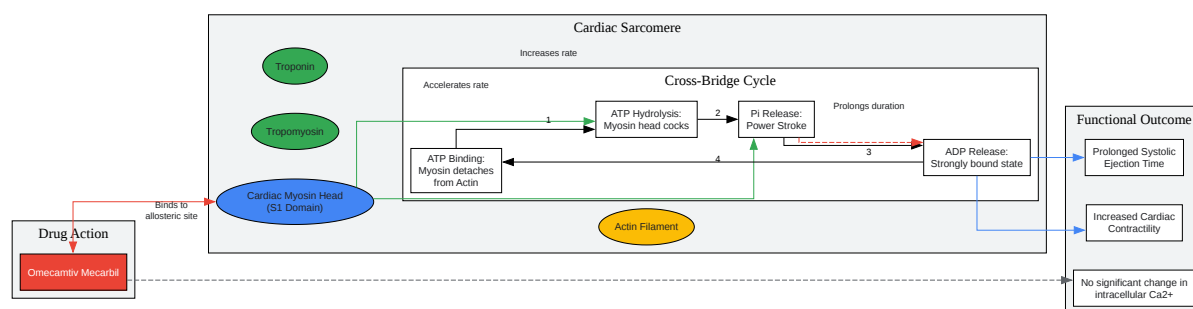 Cardiac Sarcomere
Increases rate
Troponin
Cross-Bridge Cycle
Accelerates rate
Prolongs duration
ATP Hydrolysis:
Myosin head cocks
Pi Release:
Power Stroke
1
2
3
4
Tropomyosin
ATP Binding:
Myosin detaches
from Actin
ADP Release:
Strongly bound state
Cardiac Myosin Head
(S1 Domain)
Actin Filament
Binds to
allosteric site
Drug Action
Omecamtiv Mecarbil
Functional Outcome
Prolonged Systolic
Ejection Time
Increased Cardiac
Contractility
No significant change in
intracellular Ca2+